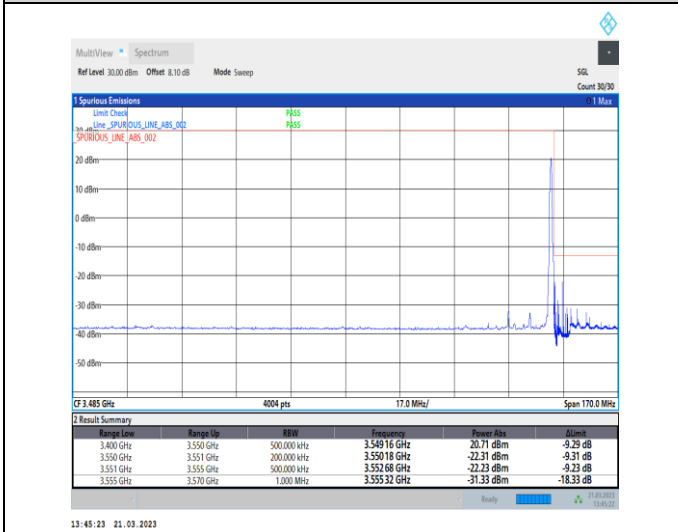 MultiView Spectrum
Ref Level 30.00 dBm Offset 8.10 dB Mode Sweep SGL
Count 30/30
1 Spurious Emissions 1 Max
Limit Check PASS
Line _SPURIOUS_LINE_ABS_002 PASS
_SPURIOUS_LINE_ABS_002
20 dBm
10 dBm
0 dBm
-10 dBm
-20 dBm
-30 dBm
-40 dBm
-50 dBm
CF 3.485 GHz 4004 pts 17.0 MHz/ Span 170.0 MHz
2 Result Summary
Range Low Range Up RBW Frequency Power Abs ΔLimit
3.400 GHz 3.550 GHz 500.000 kHz 3.549 16 GHz 20.71 dBm -9.29 dB
3.550 GHz 3.551 GHz 200.000 kHz 3.550 18 GHz -22.31 dBm -9.31 dB
3.551 GHz 3.555 GHz 500.000 kHz 3.552 68 GHz -22.23 dBm -9.23 dB
3.555 GHz 3.570 GHz 1.000 MHz 3.555 32 GHz -31.33 dBm -18.33 dB
Ready 21.03.2023
13:45:22
13:45:23 21.03.2023